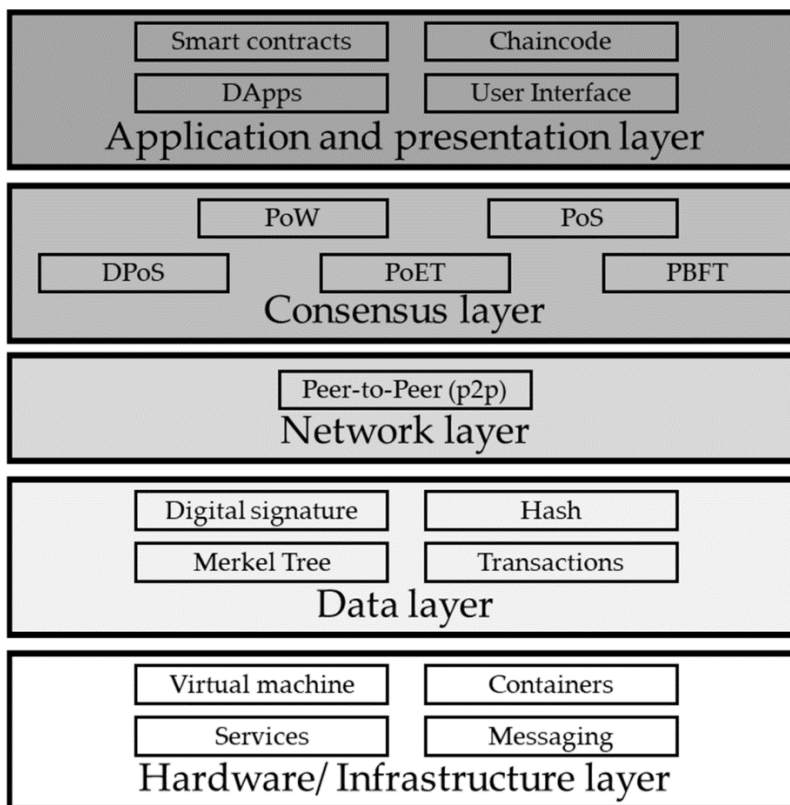 Smart contracts Chaincode
DApps User Interface
Application and presentation layer
PoW PoS
DPoS PoET PBFT
Consensus layer
Peer-to-Peer (p2p)
Network layer
Digital signature Hash
Merkel Tree Transactions
Data layer
Virtual machine Containers
Services Messaging
Hardware/ Infrastructure layer